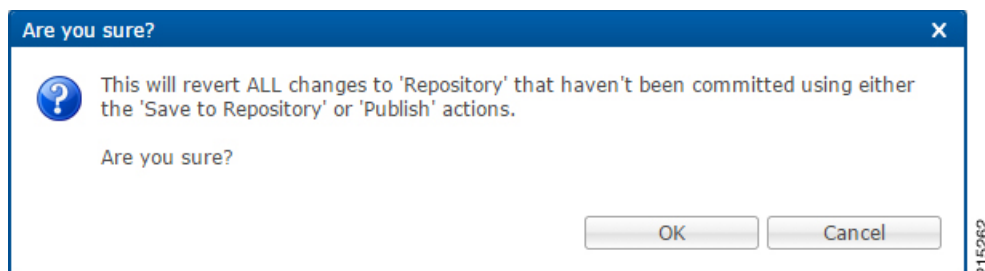 Are you sure?
This will revert ALL changes to 'Repository' that haven't been committed using either
the 'Save to Repository' or 'Publish' actions.
Are you sure?
OK
Cancel